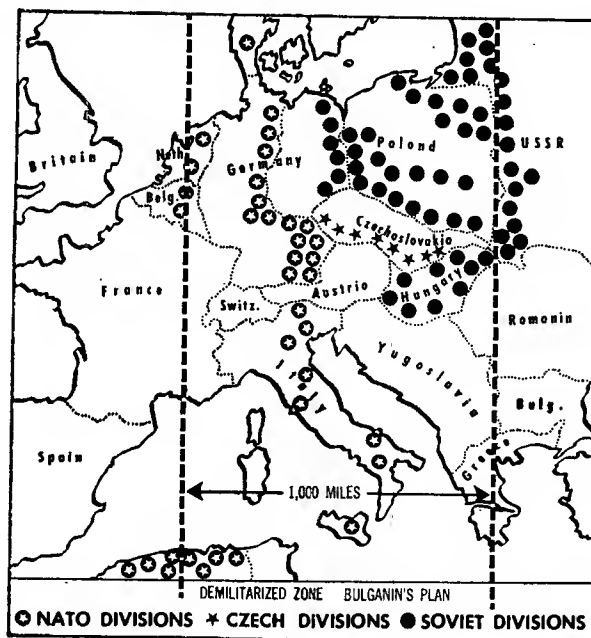 Britain
Neth.
Belg.
Germany
Poland
USSR
Czechoslovakia
France
Switz.
Austria
Hungary
Romania
Italy
Yugoslavia
Bulg.
Greece
Spain
1,000 MILES
DEMILITARIZED ZONE BULGANIN'S PLAN
NATO DIVISIONS CZECH DIVISIONS SOVIET DIVISIONS